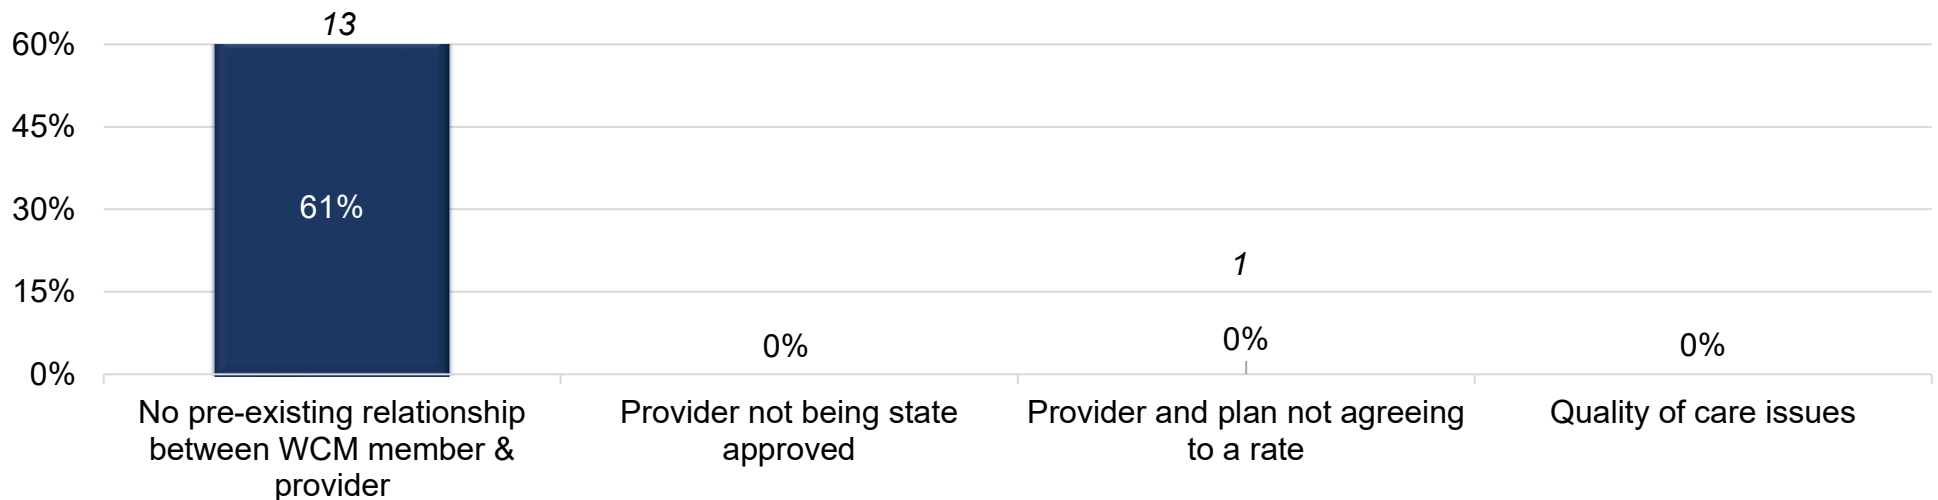 13
60%
45%
30%
15%
0%
61%
0%
1
0%
0%
No pre-existing relationship
between WCM member &
provider
Provider not being state
approved
Provider and plan not agreeing
to a rate
Quality of care issues